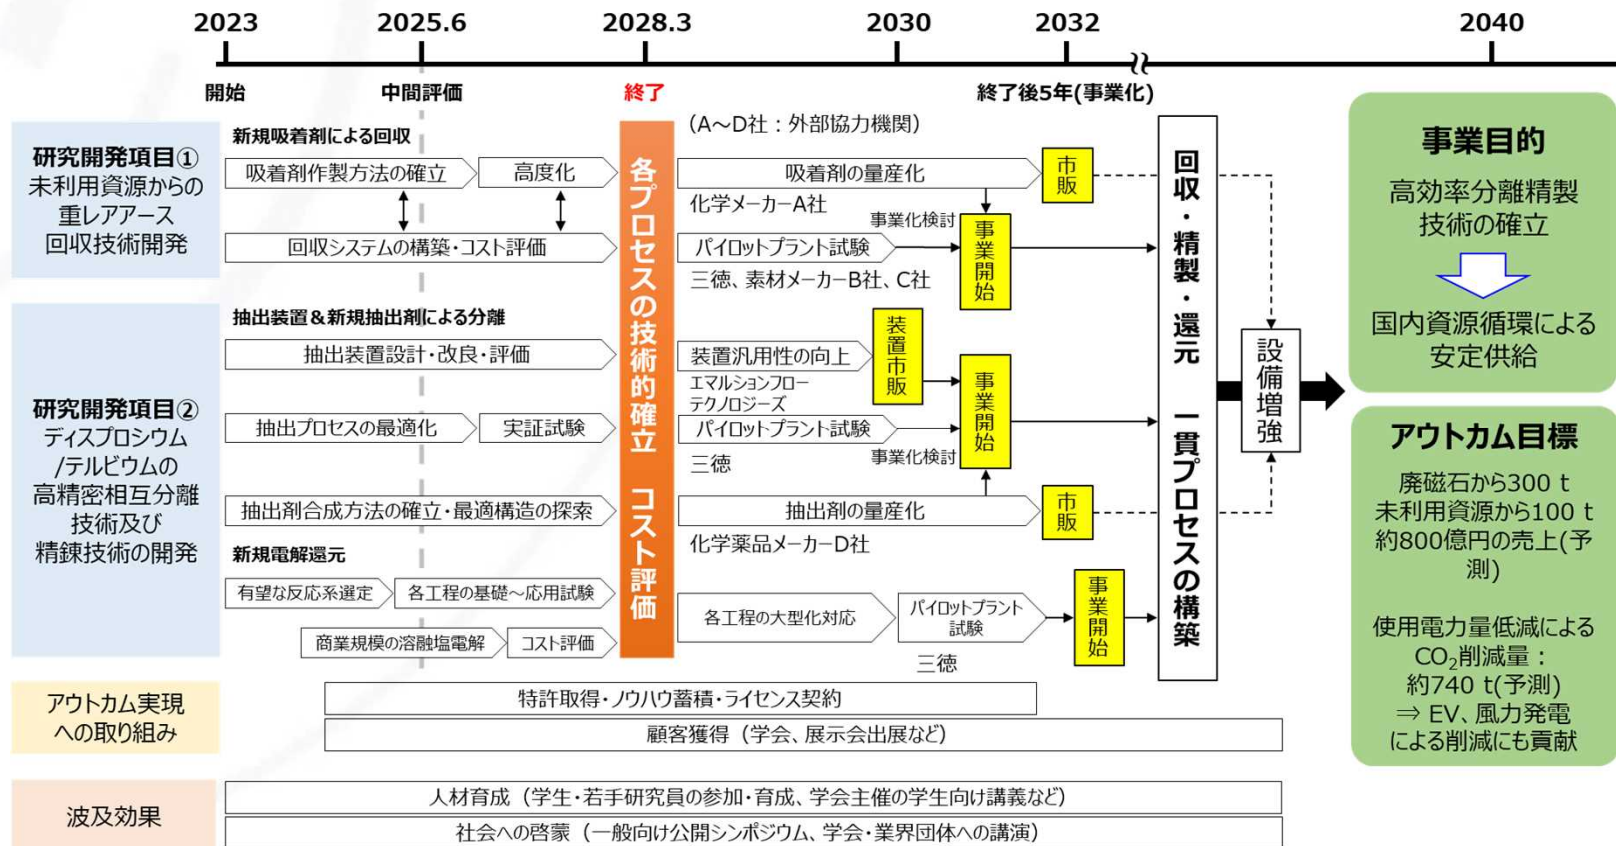 2023
2025.6
2028.3
2030
2032
2040
開始
中間評価
終了
終了後5年(事業化)
研究開発項目①
未利用資源からの
重レアアース
回収技術開発
新規吸着剤による回収
吸着剤作製方法の確立
高度化
回収システムの構築・コスト評価
(A～D社：外部協力機関)
吸着剤の量産化
市販
化学メーカーA社
事業化検討
パイロットプラント試験
事業開始
三徳、素材メーカーB社、C社
研究開発項目②
ディスプロシウム
/テルビウムの
高精密相互分離
技術及び
精錬技術の開発
抽出装置＆新規抽出剤による分離
抽出装置設計・改良・評価
抽出プロセスの最適化
実証試験
抽出剤合成方法の確立・最適構造の探索
新規電解還元
有望な反応系選定
各工程の基礎～応用試験
商業規模の溶融塩電解
コスト評価
各プロセスの技術的確立 コスト評価
装置汎用性の向上
装置市販
エマルションフロー
テクノロジーズ
パイロットプラント試験
事業開始
三徳
事業化検討
抽出剤の量産化
市販
化学薬品メーカーD社
各工程の大型化対応
パイロットプラント
試験
事業開始
三徳
回収・精製・還元 一貫プロセスの構築
設備増強
事業目的
高効率分離精製
技術の確立
国内資源循環による
安定供給
アウトカム目標
廃磁石から300 t
未利用資源から100 t
約800億円の売上(予
測)
使用電力量低減による
CO₂削減量：
約740 t(予測)
⇒ EV、風力発電
による削減にも貢献
アウトカム実現
への取り組み
特許取得・ノウハウ蓄積・ライセンス契約
顧客獲得（学会、展示会出展など）
波及効果
人材育成（学生・若手研究員の参加・育成、学会主催の学生向け講義など）
社会への啓蒙（一般向け公開シンポジウム、学会・業界団体への講演）